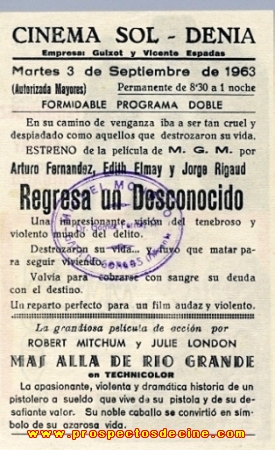 CINEMA SOL - DENIA
Empresa: Guixot y Vicente Espadas
Martes 3 de Septiembre de 1963
(Autorizada Mayores) Permanente de 8'30 a 1 noche
FORMIDABLE PROGRAMA DOBLE
En su camino de venganza iba a ser tan cruel y
despiadado como aquellos que destrozaron su vida.
ESTRENO de la película de M. G. M. por
Arturo Fernandez, Edith Elmay y Jorge Rigaud
Regresa un Desconocido
Una impresionante visión del tenebroso y
violento mundo del delito.
Destrozaron su vida... y tuvo que matar pa-
ra seguir viviendo.
Volvía para cobrarse con sangre su deuda
con el destino.
Un reparto perfecto para un film audaz y violento.
La grandiosa película de acción por
ROBERT MITCHUM y JULIE LONDON
MAS ALLA DE RIO GRANDE
en TECHNICOLOR
La apasionante, violenta y dramática historia de un
pistolero a sueldo que vive de su pistola y de su de-
safiante valor. Su noble caballo se convirtió en sím-
bolo de su azarosa vida.
www.prospectosdecine.com